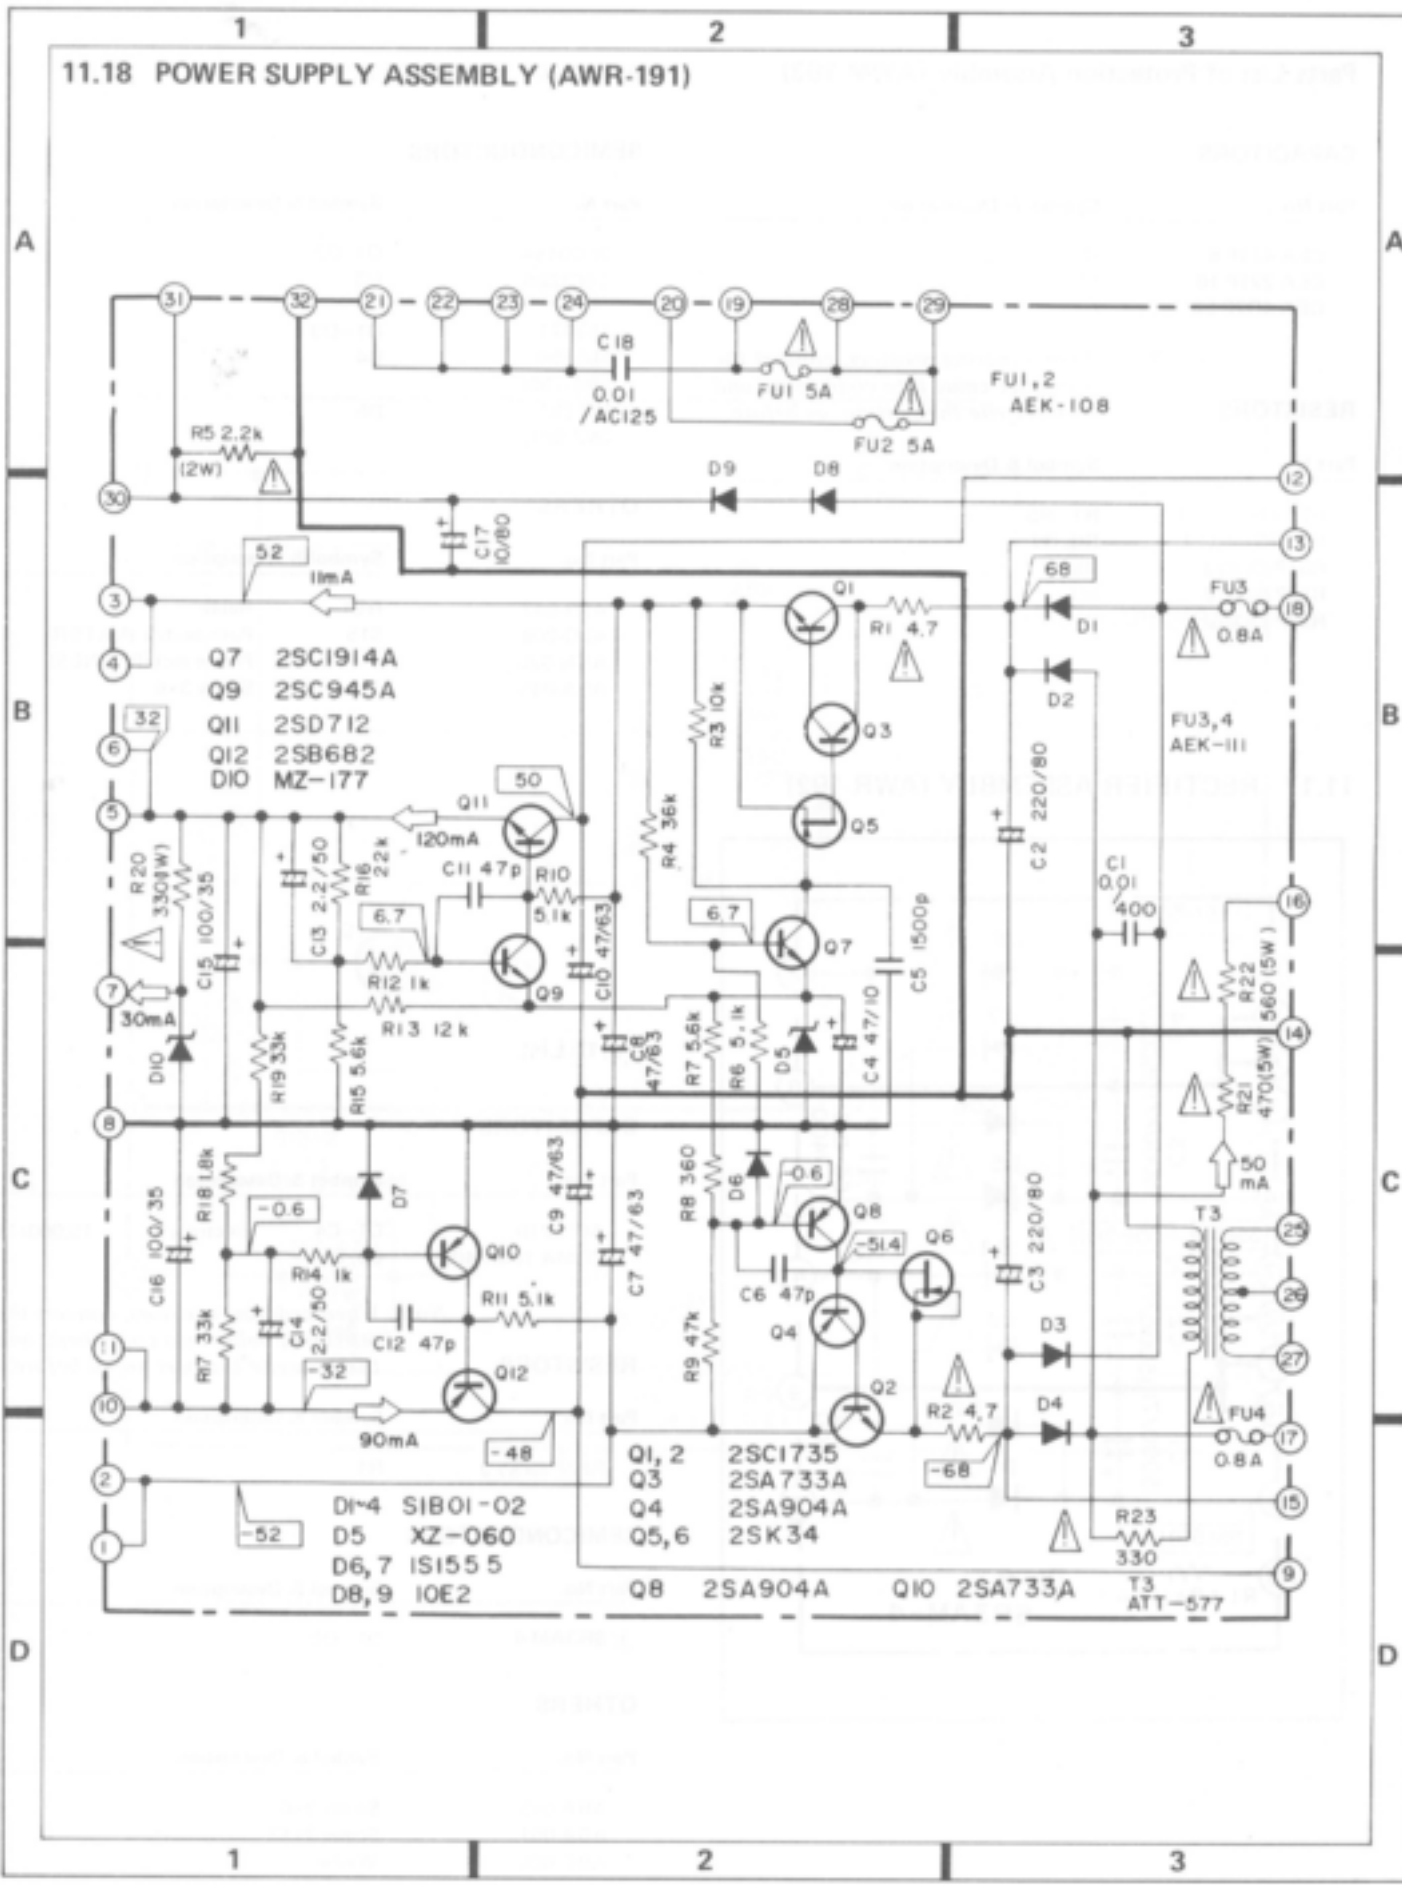 1 2 3
11.18 POWER SUPPLY ASSEMBLY (AWR-191)
A A
31 32 21 22 23 24 20 19 28 29
C18
0.01
/AC125
FU1 5A
FU2 5A
FU1,2
AEK-108
R5 2.2k
(2W)
30
12
D9 D8
C17
10/80
13
52
11mA
3
Q1
R1 4.7
68
D1
FU3
0.8A
18
4
Q7 2SC1914A
Q9 2SC945A
Q11 2SD712
Q12 2SB682
D10 MZ-177
B B
R3 10k
Q3
D2
FU3,4
AEK-111
32
6
50
5
Q11
120mA
R4 36k
Q5
C2 220/80
C1
0.01
/
400
R20
330(1W)
C15 100/35
C13 2.2/50
R16
22k
C11 47p
R10
5.1k
6.7
6.7
Q7
C5 1500p
16
R22
560 (5W)
7
30mA
R12 1k
Q9
R13 12k
C10 47/63
C8
47/63
D10
R19 33k
R15 5.6k
R7 5.6k
R6 5.1k
D5
C4 47/10
14
R21
470(5W)
8
C C
50
mA
R18 1.8k
D7
C9 47/63
R8 360
D6
-0.6
Q8
T3
25
C16 100/35
-0.6
R14 1k
Q10
C7 47/63
-51.4
Q6
C3 220/80
26
R17 33k
C14
2.2/50
C12 47p
R11 5.1k
C6 47p
Q4
R9 47k
D3
27
11
10
-32
90mA
Q12
-48
Q2
R2 4.7
-68
D4
FU4
0.8A
17
2
Q1,2 2SC1735
Q3 2SA733A
Q4 2SA904A
Q5,6 2SK34
15
1
-52
D1~4 S1B01-02
D5 XZ-060
D6,7 1S1555
D8,9 10E2
R23
330
9
Q8 2SA904A Q10 2SA733A
T3
ATT-577
D D
1 2 3